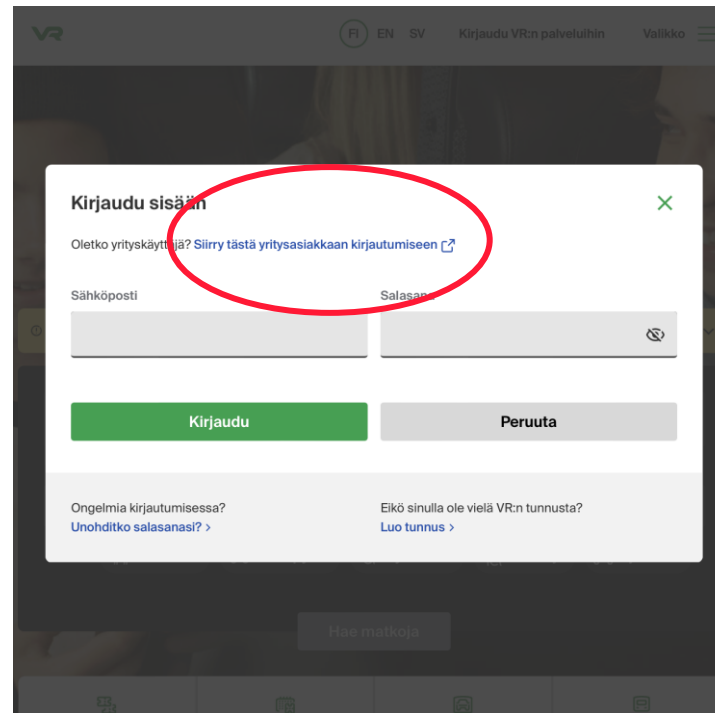 VR
FI EN SV Kirjaudu VR:n palveluihin Valikko
Kirjaudu sisään
Oletko yrityskäyttäjä? Siirry tästä yritysasiakkaan kirjautumiseen
Sähköposti Salasana
Kirjaudu Peruuta
Ongelmia kirjautumisessa? Eikö sinulla ole vielä VR:n tunnusta?
Unohditko salasanasi? > Luo tunnus >
Hae matkoja